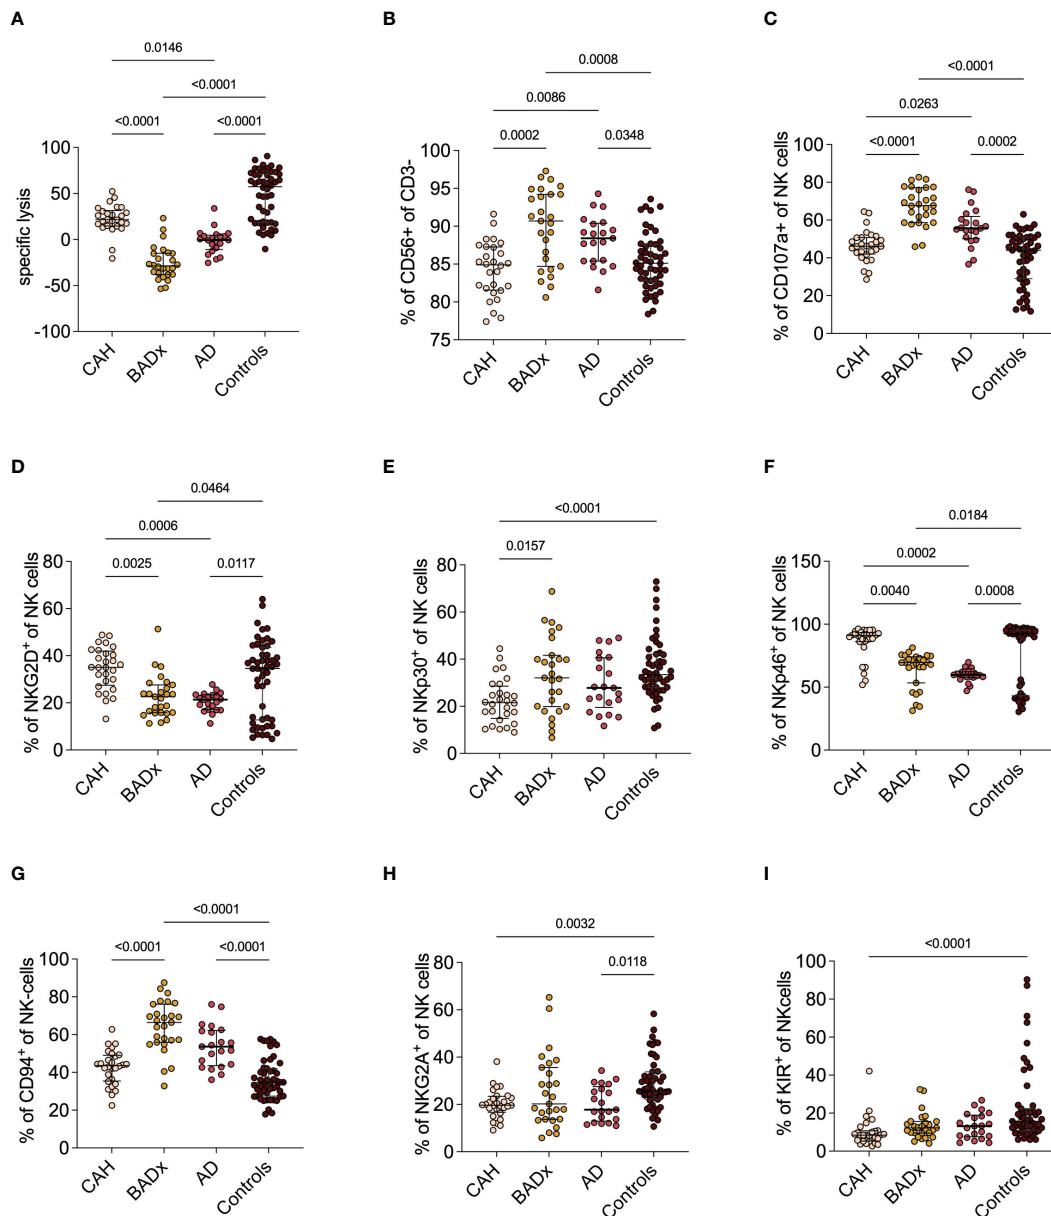 A
0.0146
<0.0001
<0.0001
<0.0001
specific lysis
100
50
0
-50
-100
CAH
BADx
AD
Controls
B
0.0008
0.0086
0.0002
0.0348
% of CD56+ of CD3-
100
95
90
85
80
75
CAH
BADx
AD
Controls
C
<0.0001
0.0263
<0.0001
0.0002
% of CD107a+ of NK cells
100
80
60
40
20
0
CAH
BADx
AD
Controls
D
0.0464
0.0006
0.0025
0.0117
% of NKG2D⁺ of NK cells
80
60
40
20
0
CAH
BADx
AD
Controls
E
<0.0001
0.0157
% of NKp30⁺ of NK cells
80
60
40
20
0
CAH
BADx
AD
Controls
F
0.0184
0.0002
0.0040
0.0008
% of NKp46⁺ of NK cells
150
100
50
0
CAH
BADx
AD
Controls
G
<0.0001
<0.0001
<0.0001
% of CD94⁺ of NK-cells
100
80
60
40
20
0
CAH
BADx
AD
Controls
H
0.0032
0.0118
% of NKG2A⁺ of NK cells
80
60
40
20
0
CAH
BADx
AD
Controls
I
<0.0001
% of KIR⁺ of NKcells
100
80
60
40
20
0
CAH
BADx
AD
Controls